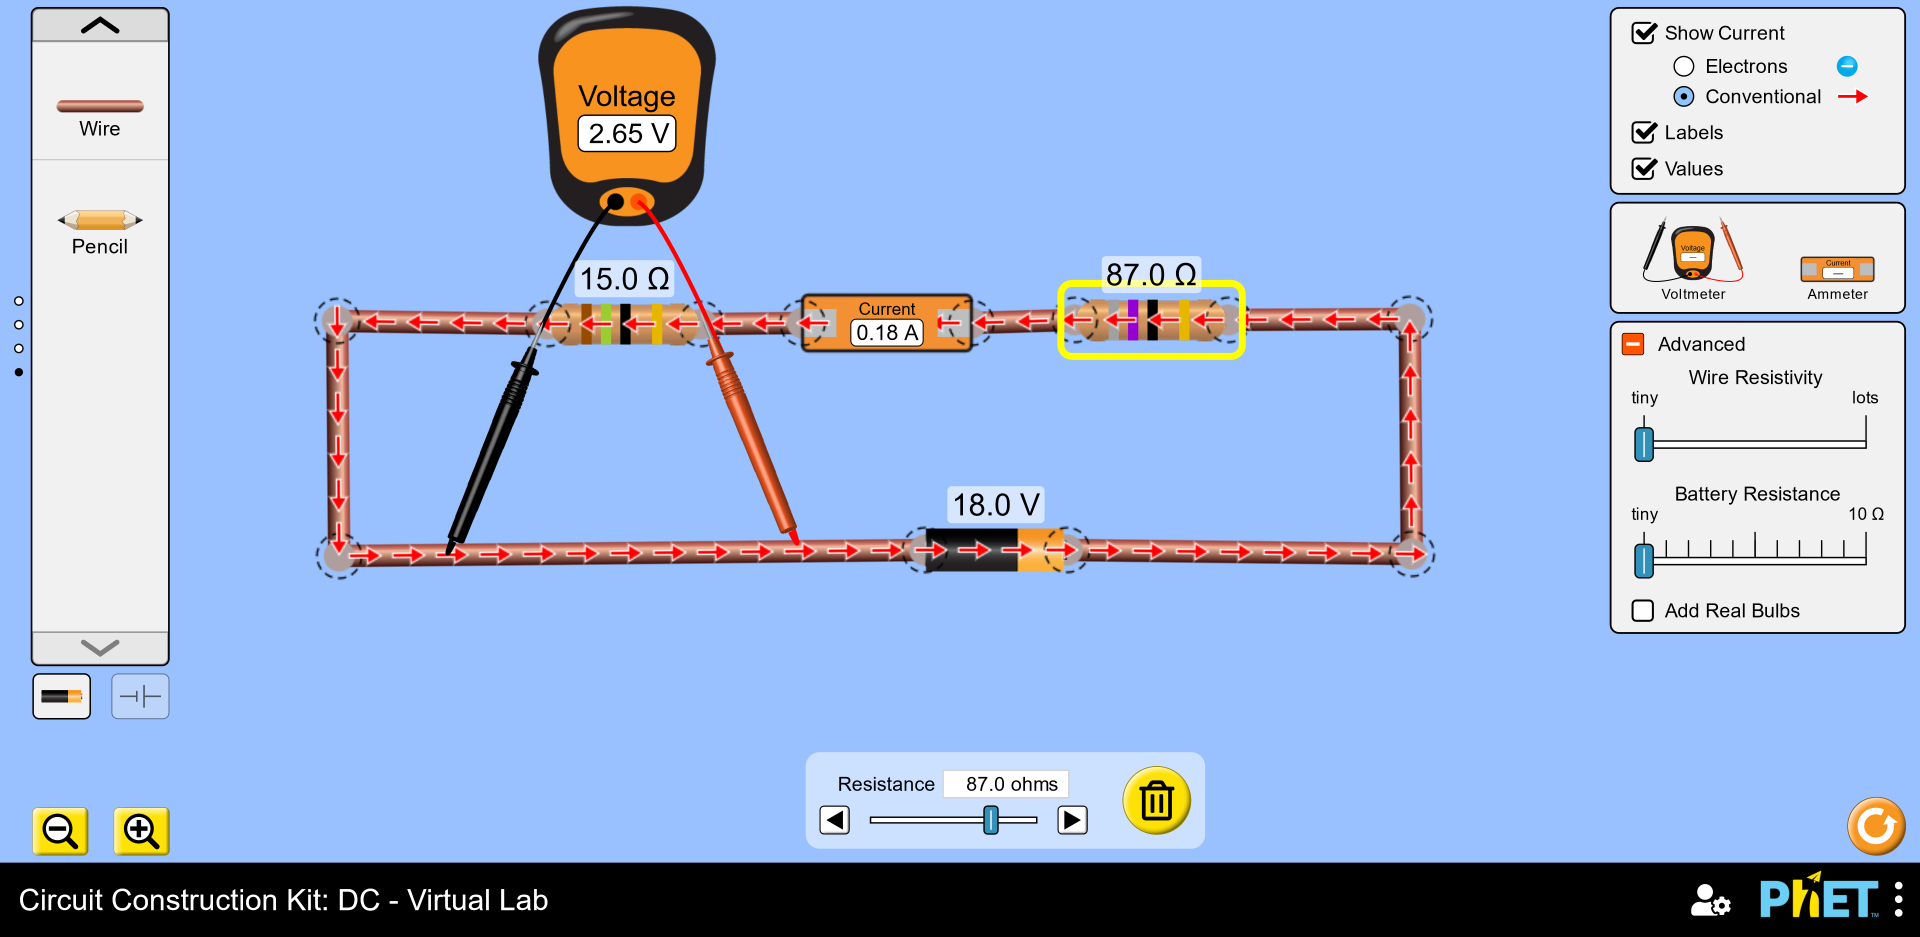 Wire
Pencil
Voltage
2.65 V
15.0 Ω
Current
0.18 A
87.0 Ω
18.0 V
Show Current
Electrons
Conventional
Labels
Values
Voltage
Voltmeter
Current
Ammeter
Advanced
Wire Resistivity
tiny lots
Battery Resistance
tiny 10 Ω
Add Real Bulbs
Resistance 87.0 ohms
Circuit Construction Kit: DC - Virtual Lab
PhET